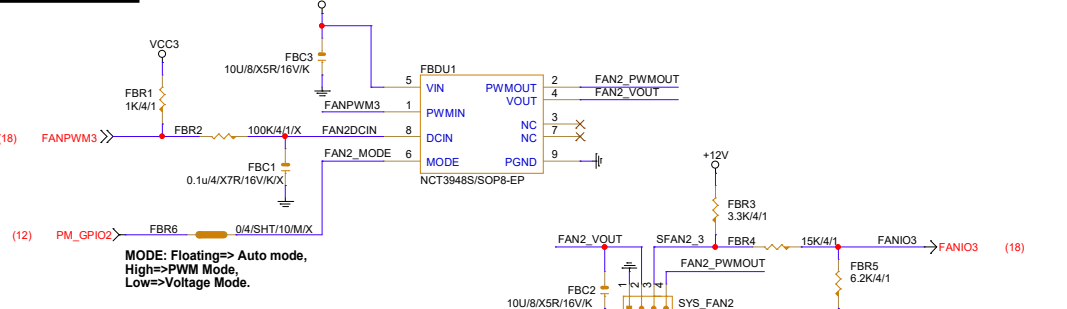 VCC3
FBC3
10U/8/X5R/16V/K
FBDU1
FBR1
1K/4/1
5
VIN
PWMOUT
2
FAN2_PWMOUT
VOUT
4
FAN2_VOUT
FANPWM3
1
PWMIN
NC
3
(18)
FANPWM3
FBR2
100K/4/1/X
FAN2DCIN
8
DCIN
NC
7
FAN2_MODE
6
MODE
PGND
9
FBC1
0.1u/4/X7R/16V/K/X
NCT3948S/SOP8-EP
+12V
FBR3
3.3K/4/1
(12)
PM_GPIO2
FBR6
0/4/SHT/10/M/X
MODE: Floating=> Auto mode,
High=>PWM Mode,
Low=>Voltage Mode.
FAN2_VOUT
SFAN2_3
FBR4
15K/4/1
FANIO3
FANIO3
(18)
FAN2_PWMOUT
FBR5
6.2K/4/1
FBC2
10U/8/X5R/16V/K
1
2
3
4
SYS_FAN2